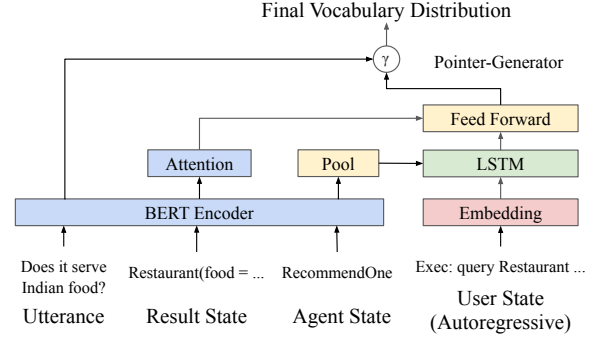 Final Vocabulary Distribution
γ
Pointer-Generator
Feed Forward
Attention
Pool
LSTM
BERT Encoder
Embedding
Does it serve
Indian food?
Restaurant(food = ...
RecommendOne
Exec: query Restaurant ...
Utterance
Result State
Agent State
User State
(Autoregressive)